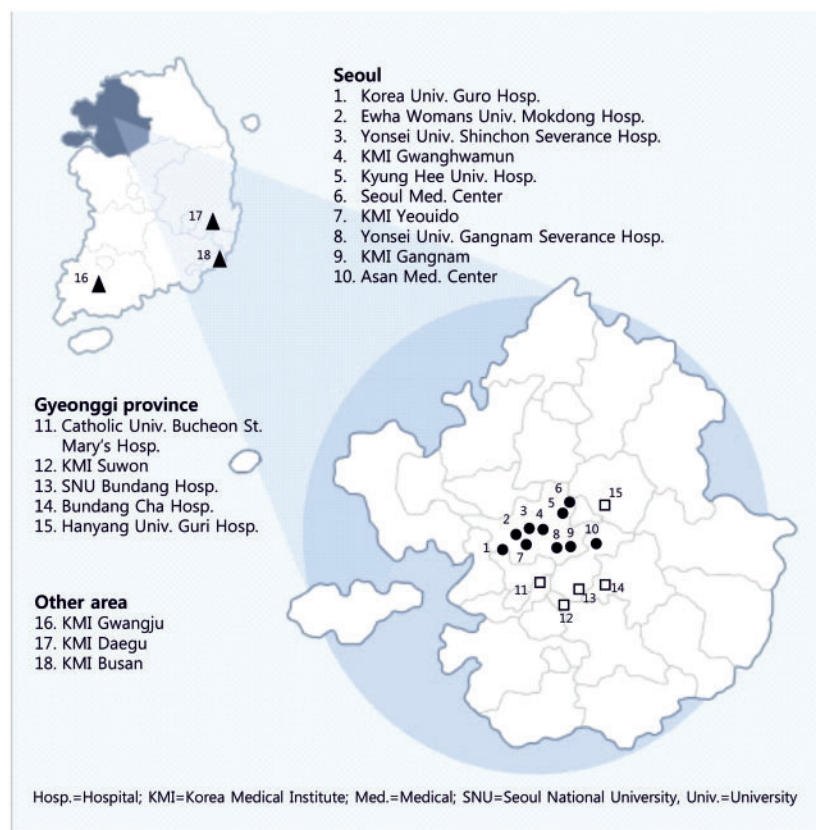 Seoul
1. Korea Univ. Guro Hosp.
2. Ewha Womans Univ. Mokdong Hosp.
3. Yonsei Univ. Shinchon Severance Hosp.
4. KMI Gwanghwamun
5. Kyung Hee Univ. Hosp.
6. Seoul Med. Center
7. KMI Yeouido
8. Yonsei Univ. Gangnam Severance Hosp.
9. KMI Gangnam
10. Asan Med. Center
17
18
16
Gyeonggi province
11. Catholic Univ. Bucheon St.
Mary's Hosp.
12. KMI Suwon
13. SNU Bundang Hosp.
14. Bundang Cha Hosp.
15. Hanyang Univ. Guri Hosp.
Other area
16. KMI Gwangju
17. KMI Daegu
18. KMI Busan
6
5
15
3 4
2
1
7
8 9
10
11
13
14
12
Hosp.=Hospital; KMI=Korea Medical Institute; Med.=Medical; SNU=Seoul National University, Univ.=University